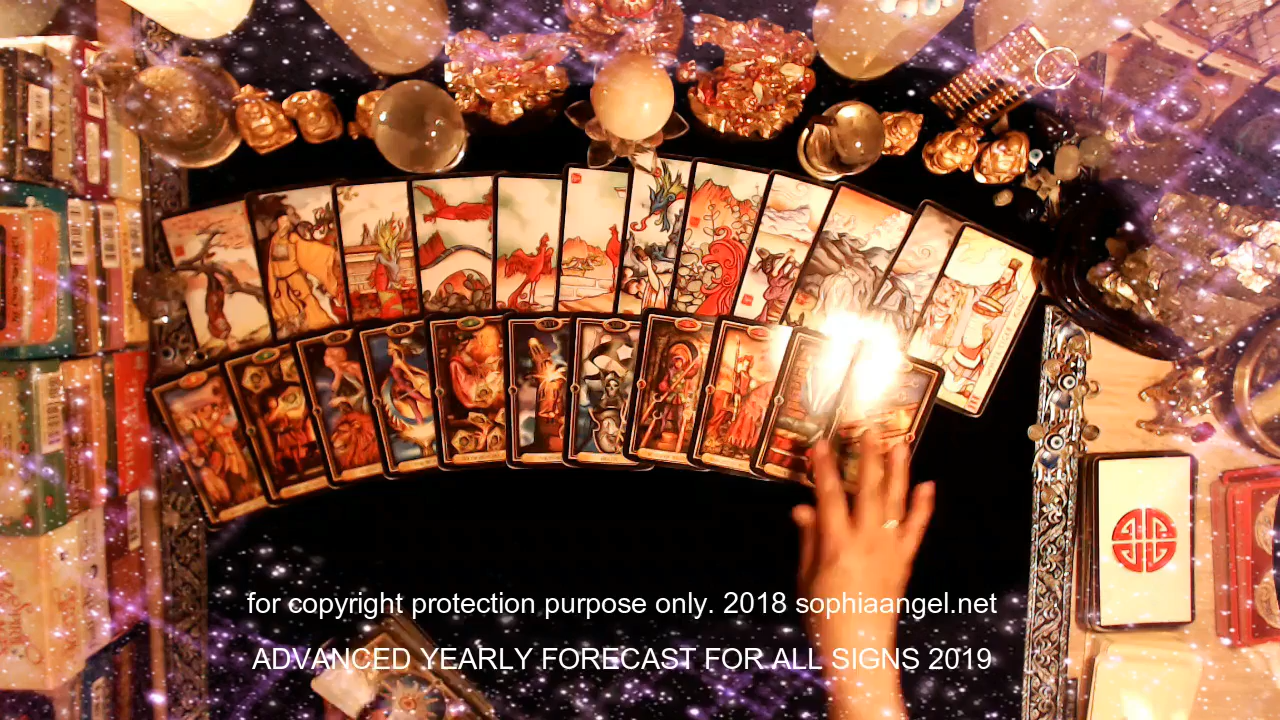 for copyright protection purpose only. 2018 sophiaangel.net
ADVANCED YEARLY FORECAST FOR ALL SIGNS 2019